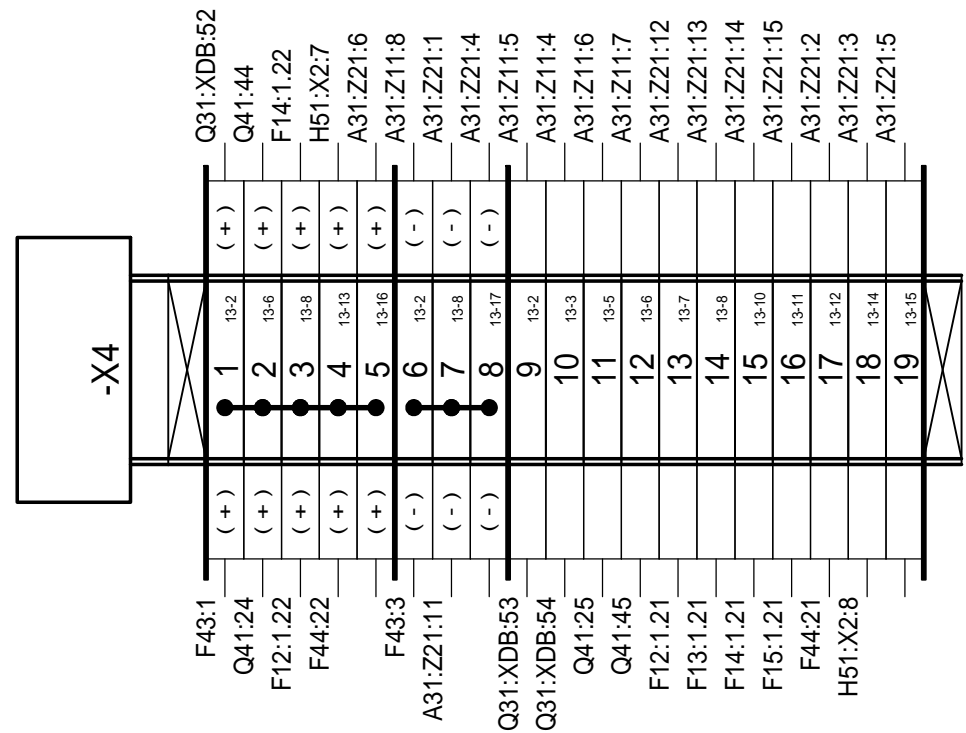 -X4
Q31:XDB:52
Q41:44
F14:1.22
H51:X2:7
A31:Z21:6
A31:Z11:8
A31:Z21:1
A31:Z21:4
A31:Z11:5
A31:Z11:4
A31:Z11:6
A31:Z11:7
A31:Z21:12
A31:Z21:13
A31:Z21:14
A31:Z21:15
A31:Z21:2
A31:Z21:3
A31:Z21:5
(+)
(+)
(+)
(+)
(+)
(-)
(-)
(-)
1 13-2
2 13-6
3 13-8
4 13-13
5 13-16
6 13-2
7 13-8
8 13-17
9 13-2
10 13-3
11 13-5
12 13-6
13 13-7
14 13-8
15 13-10
16 13-11
17 13-12
18 13-14
19 13-15
(+)
(+)
(+)
(+)
(+)
(-)
(-)
(-)
F43:1
Q41:24
F12:1.22
F44:22
F43:3
A31:Z21:11
Q31:XDB:53
Q31:XDB:54
Q41:25
Q41:45
F12:1.21
F13:1.21
F14:1.21
F15:1.21
F44:21
H51:X2:8